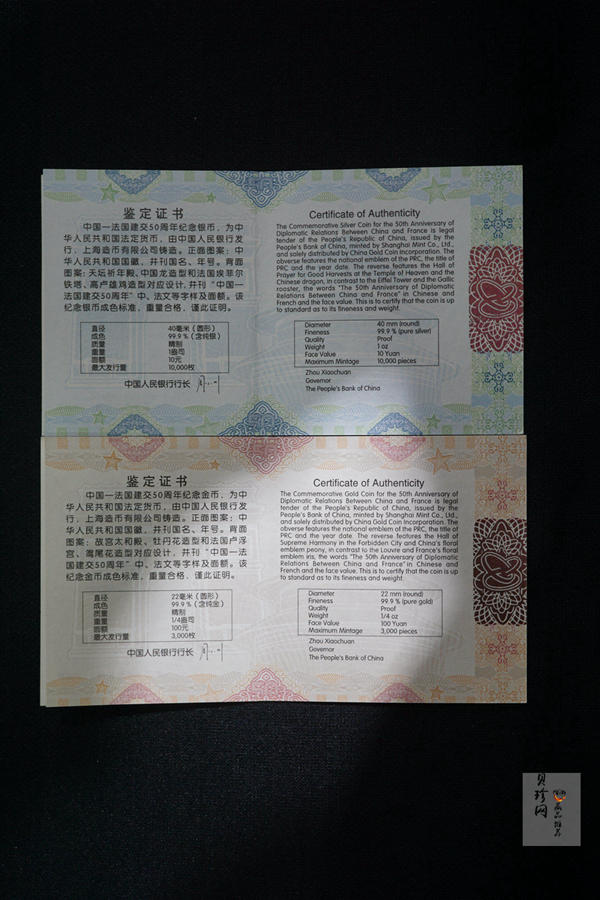 鉴定证书
中国—法国建交50周年纪念银币，为中
华人民共和国法定货币，由中国人民银行发
行，上海造币有限公司铸造。正面图案：中
华人民共和国国徽，并刊国名、年号。背面
图案：天坛祈年殿、中国龙造型和法国埃菲尔
铁塔、高卢雄鸡造型对应设计，并刊“中国—
法国建交50周年”中、法文等字样及面额。该
纪念银币成色标准，重量合格，谨此证明。
直径 40毫米（圆形）
成色 99.9％（含纯银）
质量 精制
重量 1盎司
面额 10元
最大发行量 10,000枚
中国人民银行行长
Certificate of Authenticity
The Commemorative Silver Coin for the 50th Anniversary of
Diplomatic Relations Between China and France is legal
tender of the People's Republic of China, issued by the
People's Bank of China, minted by Shanghai Mint Co., Ltd.,
and solely distributed by China Gold Coin Incorporation. The
obverse features the national emblem of the PRC, the title of
PRC and the year date. The reverse features the Hall of
Prayer for Good Harvests at the Temple of Heaven and the
Chinese dragon, in contrast to the Eiffel Tower and the Gallic
rooster, the words "The 50th Anniversary of Diplomatic
Relations Between China and France" in Chinese and
French and the face value. This is to certify that the coin is up
to standard as to its fineness and weight.
Diameter 40 mm (round)
Fineness 99.9 % (pure silver)
Quality Proof
Weight 1 oz
Face Value 10 Yuan
Maximum Mintage 10,000 pieces
Zhou Xiaochuan
Governor
The People's Bank of China
鉴定证书
中国—法国建交50周年纪念金币，为中
华人民共和国法定货币，由中国人民银行发
行，上海造币有限公司铸造。正面图案：中
华人民共和国国徽，并刊国名、年号。背面
图案：故宫太和殿、牡丹花造型和法国卢浮
宫、鸢尾花造型对应设计，并刊“中国—法
国建交50周年”中、法文等字样及面额。该
纪念金币成色标准，重量合格，谨此证明。
直径 22毫米（圆形）
成色 99.9％（含纯金）
质量 精制
重量 1/4盎司
面额 100元
最大发行量 3,000枚
中国人民银行行长
Certificate of Authenticity
The Commemorative Gold Coin for the 50th Anniversary of
Diplomatic Relations Between China and France is legal
tender of the People's Republic of China, issued by the
People's Bank of China, minted by Shanghai Mint Co., Ltd.,
and solely distributed by China Gold Coin Incorporation. The
obverse features the national emblem of the PRC, the title of
PRC and the year date. The reverse features the Hall of
Supreme Harmony in the Forbidden City and China's floral
emblem peony, in contrast to the Louvre and France's floral
emblem iris, the words "The 50th Anniversary of Diplomatic
Relations Between China and France" in Chinese and
French and the face value. This is to certify that the coin is up
to standard as to its fineness and weight.
Diameter 22 mm (round)
Fineness 99.9 % (pure gold)
Quality Proof
Weight 1/4 oz
Face Value 100 Yuan
Maximum Mintage 3,000 pieces
Zhou Xiaochuan
Governor
The People's Bank of China
贝珍网
藏品推荐